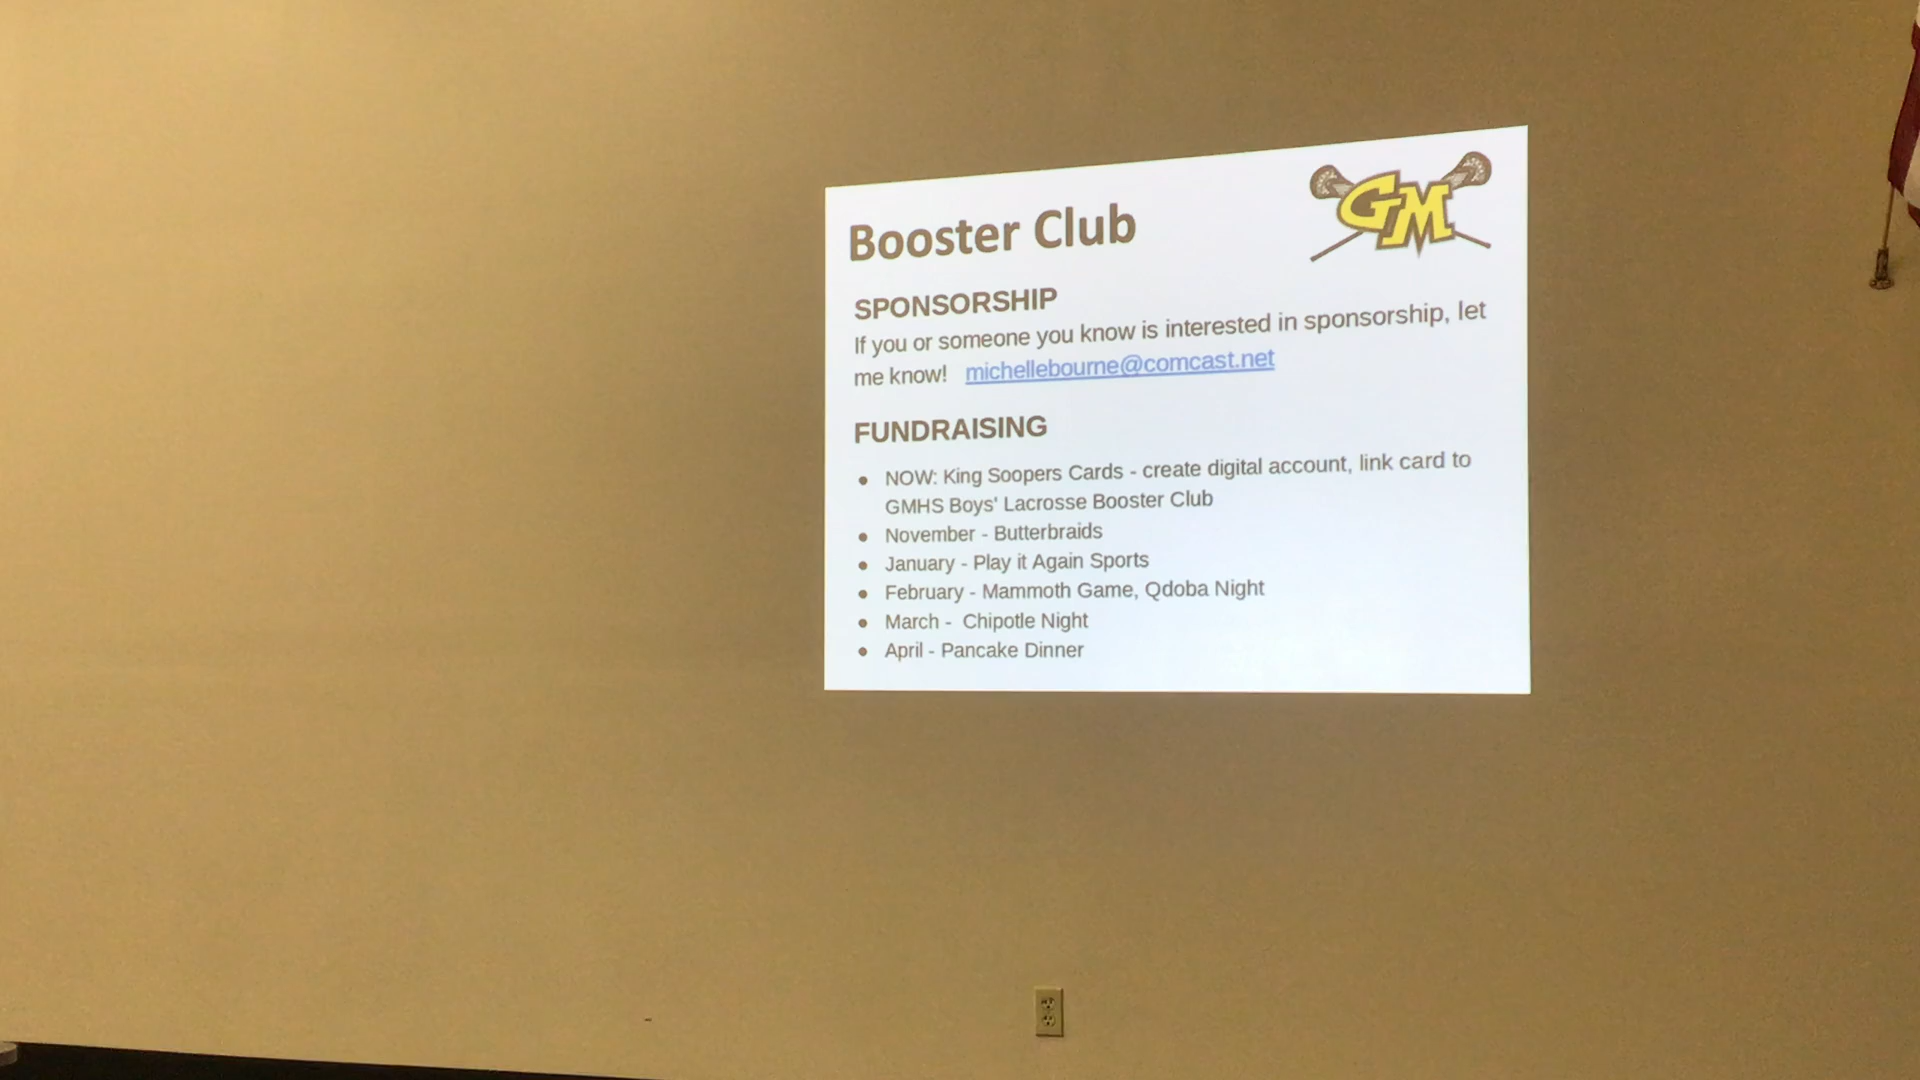 Booster Club
GM
SPONSORSHIP
If you or someone you know is interested in sponsorship, let
me know! michellebourne@comcast.net
FUNDRAISING
• NOW: King Soopers Cards - create digital account, link card to
GMHS Boys' Lacrosse Booster Club
• November - Butterbraids
• January - Play it Again Sports
• February - Mammoth Game, Qdoba Night
• March - Chipotle Night
• April - Pancake Dinner